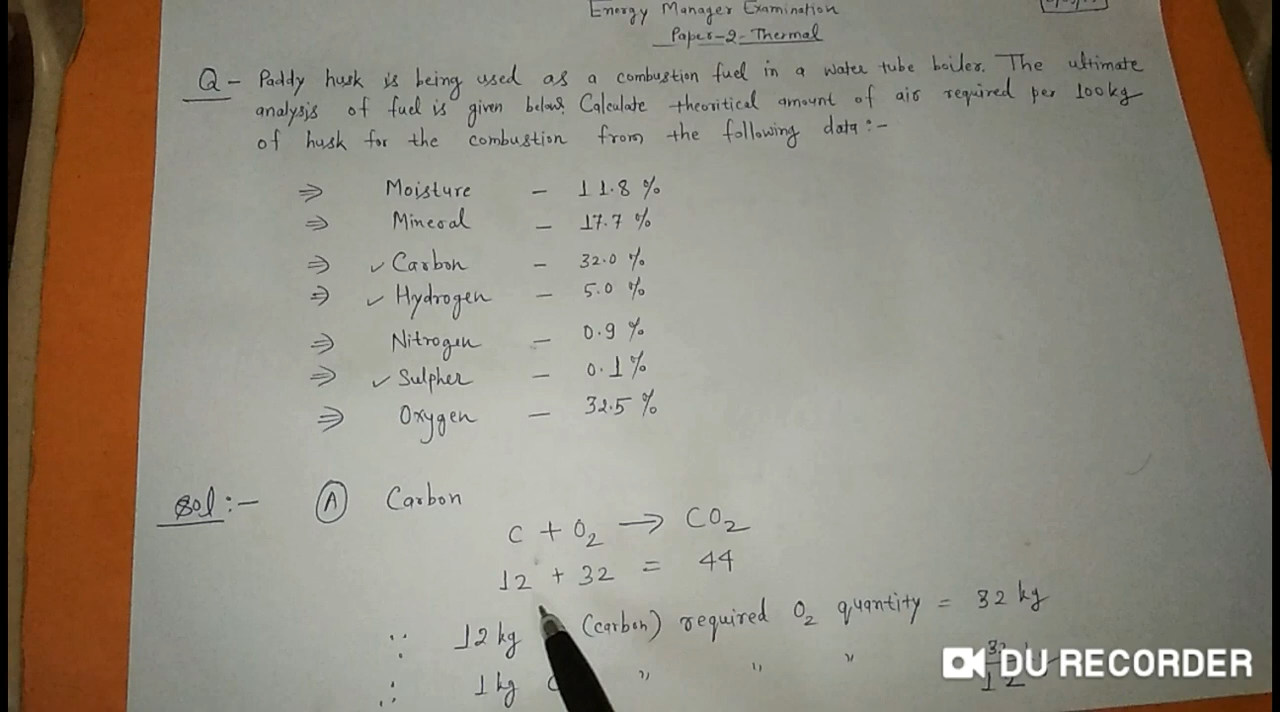 Energy Manager Examination
Paper-2-Thermal
Q - Paddy husk is being used as a combustion fuel in a water tube boiler. The ultimate
analysis of fuel is given below. Calculate theoritical amount of air required per 100kg
of husk for the combustion from the following data :-
⇒ Moisture - 11.8 %
⇒ Mineral - 17.7 %
⇒ ✓ Carbon - 32.0 %
⇒ ✓ Hydrogen - 5.0 %
⇒ Nitrogen - 0.9 %
⇒ ✓ Sulpher - 0.1 %
⇒ Oxygen - 32.5 %
Sol :- (A) Carbon
C + O2 → CO2
12 + 32 = 44
∵ 12 kg (carbon) required O2 quantity = 32 kg
∴ 1 kg C " " " 32
12
DU RECORDER